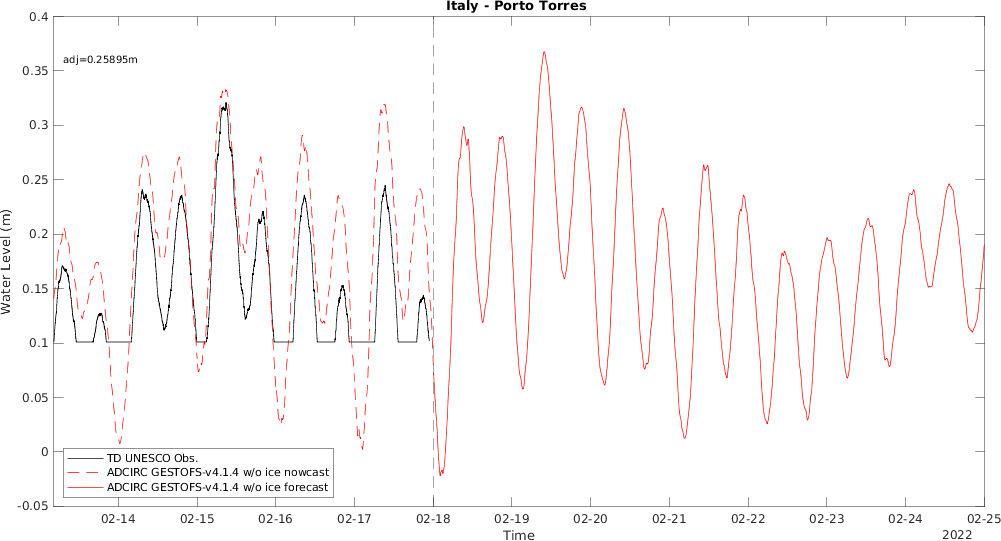 Italy - Porto Torres
adj=0.25895m
0.4
0.35
0.3
0.25
0.2
0.15
0.1
0.05
0
-0.05
Water Level (m)
TD UNESCO Obs.
ADCIRC GESTOFS-v4.1.4 w/o ice nowcast
ADCIRC GESTOFS-v4.1.4 w/o ice forecast
02-14 02-15 02-16 02-17 02-18 02-19 02-20 02-21 02-22 02-23 02-24 02-25
Time
2022